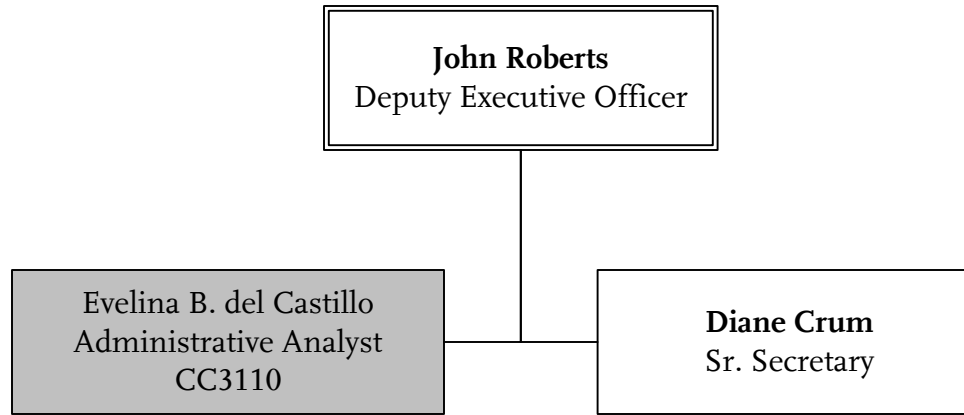 John Roberts
Deputy Executive Officer
Evelina B. del Castillo
Administrative Analyst
CC3110
Diane Crum
Sr. Secretary